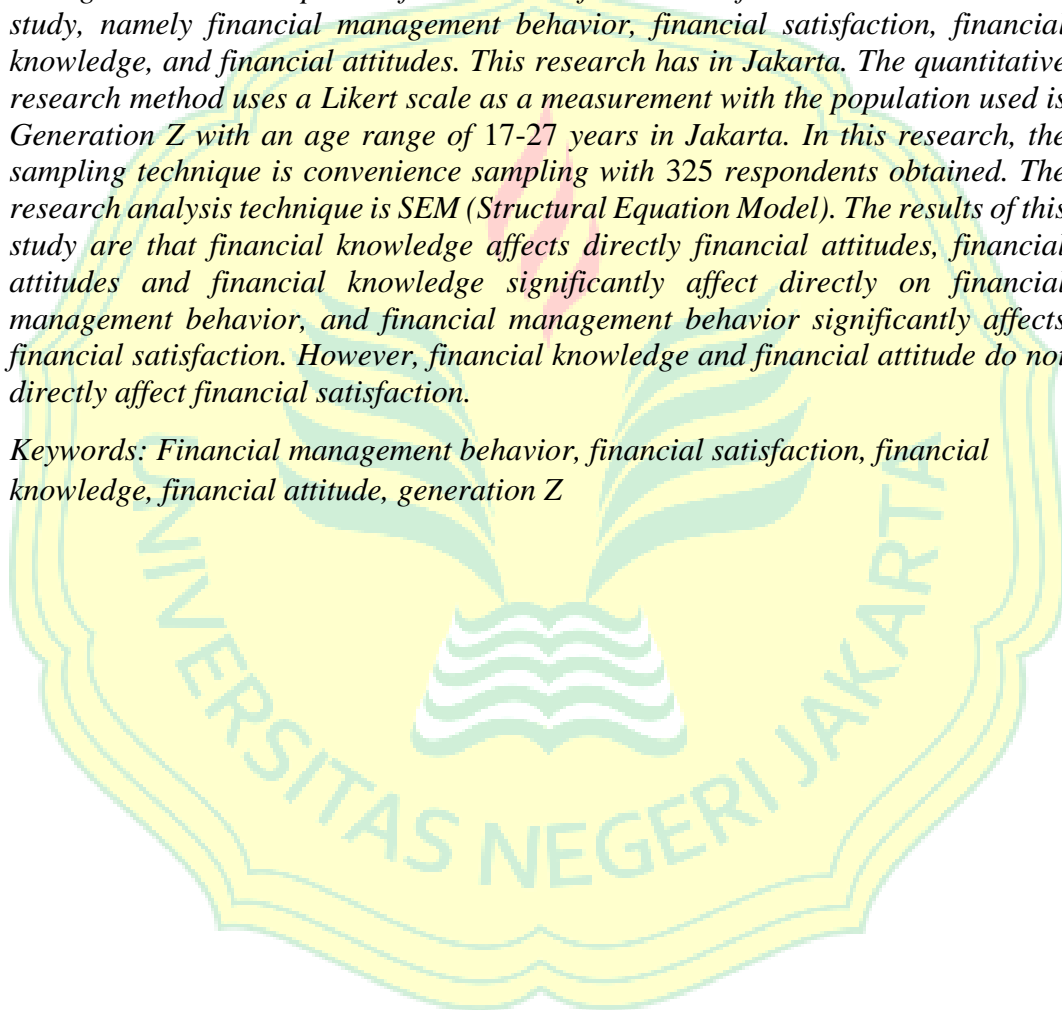 study, namely financial management behavior, financial satisfaction, financial
knowledge, and financial attitudes. This research has in Jakarta. The quantitative
research method uses a Likert scale as a measurement with the population used is
Generation Z with an age range of 17-27 years in Jakarta. In this research, the
sampling technique is convenience sampling with 325 respondents obtained. The
research analysis technique is SEM (Structural Equation Model). The results of this
study are that financial knowledge affects directly financial attitudes, financial
attitudes and financial knowledge significantly affect directly on financial
management behavior, and financial management behavior significantly affects
financial satisfaction. However, financial knowledge and financial attitude do not
directly affect financial satisfaction.
Keywords: Financial management behavior, financial satisfaction, financial
knowledge, financial attitude, generation Z
UNIVERSITAS NEGERI JAKARTA